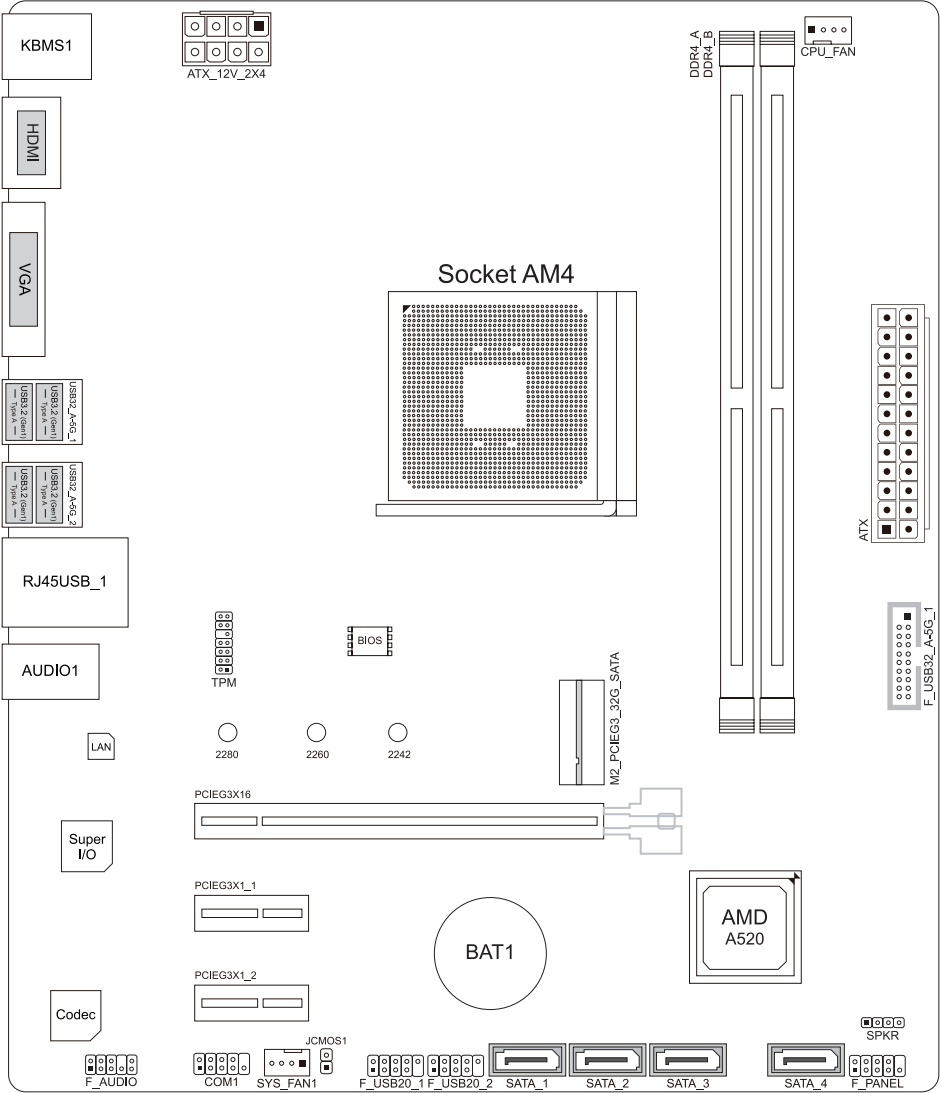 KBMS1
ATX_12V_2X4
DDR4_A
DDR4_B
CPU_FAN
HDMI
VGA
Socket AM4
USB3.2 (Gen1)
Type A
USB3.2 (Gen1)
Type A
USB32_A-5G_1
USB3.2 (Gen1)
Type A
USB3.2 (Gen1)
Type A
USB32_A-5G_2
ATX
RJ45USB_1
AUDIO1
TPM
BIOS
M2_PCIEG3_32G_SATA
F_USB32_A-5G_1
LAN
2280
2260
2242
PCIEG3X16
Super
I/O
PCIEG3X1_1
AMD
A520
BAT1
PCIEG3X1_2
Codec
SPKR
JCMOS1
F_AUDIO
COM1
SYS_FAN1
F_USB20_1
F_USB20_2
SATA_1
SATA_2
SATA_3
SATA_4
F_PANEL